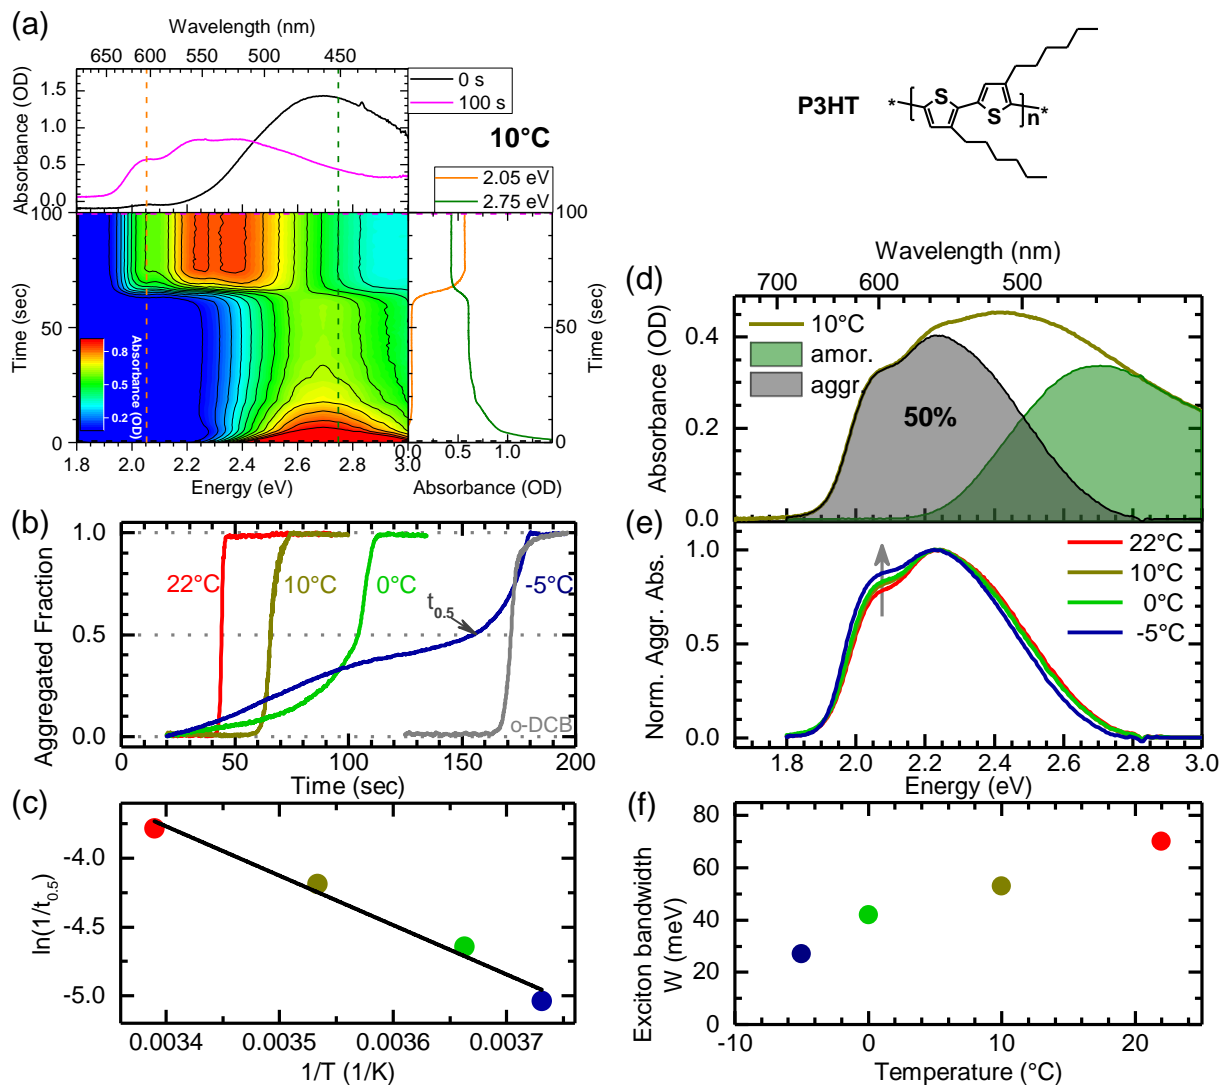 (a)
Wavelength (nm)
650 600 550 500 450
Absorbance (OD)
1.5
1.0
0.5
0.0
0 s
100 s
10°C
2.05 eV
2.75 eV
100
50
0
Time (sec)
0.8
0.2
Absorbance (OD)
1.8 2.0 2.2 2.4 2.6 2.8 3.0
Energy (eV)
0.5 1.0
Absorbance (OD)
100
50
0
Time (sec)
P3HT
* S S n *
(b)
Aggregated Fraction
1.0
0.5
0.0
22°C 10°C 0°C -5°C
t0.5
o-DCB
0 50 100 150 200
Time (sec)
(c)
ln(1/t0.5)
-4.0
-4.5
-5.0
0.0034 0.0035 0.0036 0.0037
1/T (1/K)
(d)
Wavelength (nm)
700 600 500
Absorbance (OD)
0.4
0.2
0.0
10°C
amor.
aggr.
50%
(e)
Norm. Aggr. Abs.
1.0
0.5
0.0
22°C
10°C
0°C
-5°C
1.8 2.0 2.2 2.4 2.6 2.8 3.0
Energy (eV)
(f)
Exciton bandwidth
W (meV)
80
60
40
20
0
-10 0 10 20
Temperature (°C)